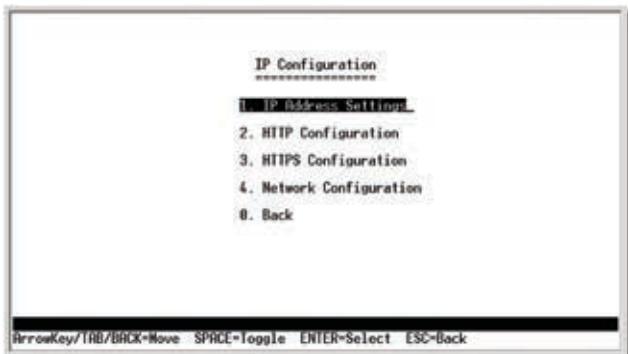 IP Configuration
================
1. IP Address Settings
2. HTTP Configuration
3. HTTPS Configuration
4. Network Configuration
0. Back
ArrowKey/TAB/BACK=Move SPACE=Toggle ENTER=Select ESC=Back